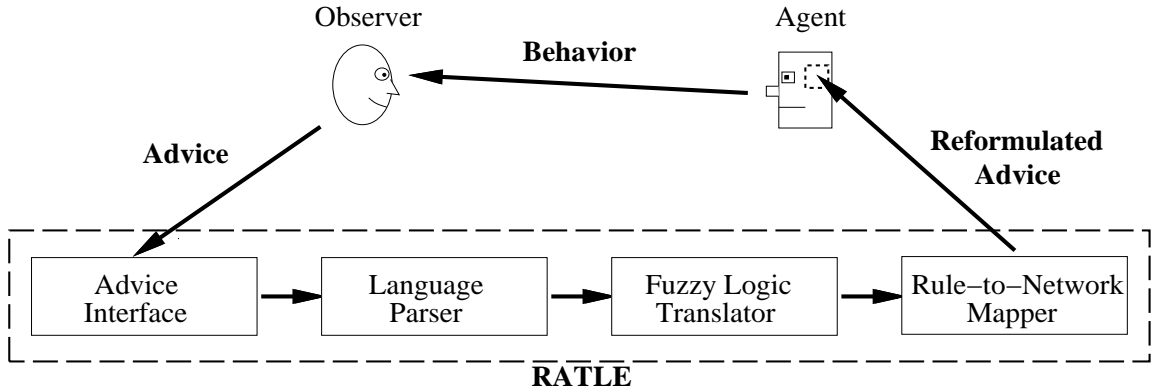 Observer
Agent
Behavior
Advice
Reformulated
Advice
Advice
Interface
Language
Parser
Fuzzy Logic
Translator
Rule−to−Network
Mapper
RATLE